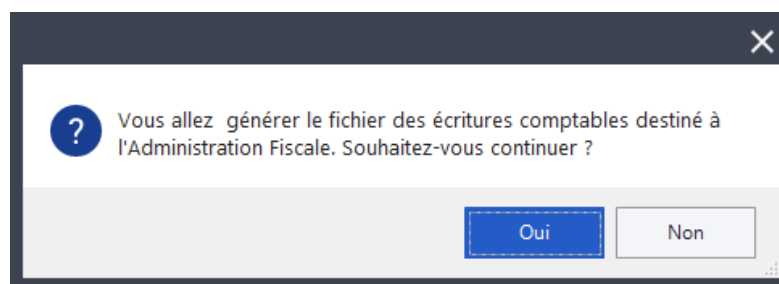 Vous allez  générer le fichier des écritures comptables destiné à
l'Administration Fiscale. Souhaitez-vous continuer ?
Oui
Non